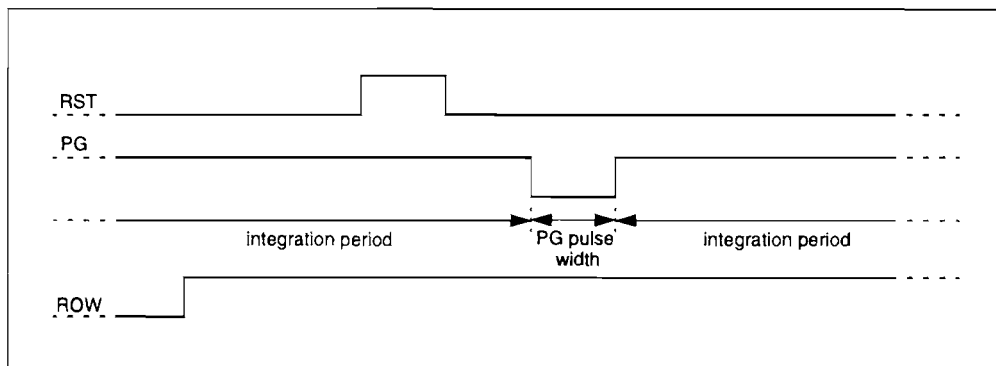 RST
PG
integration period
PG pulse
width
integration period
ROW